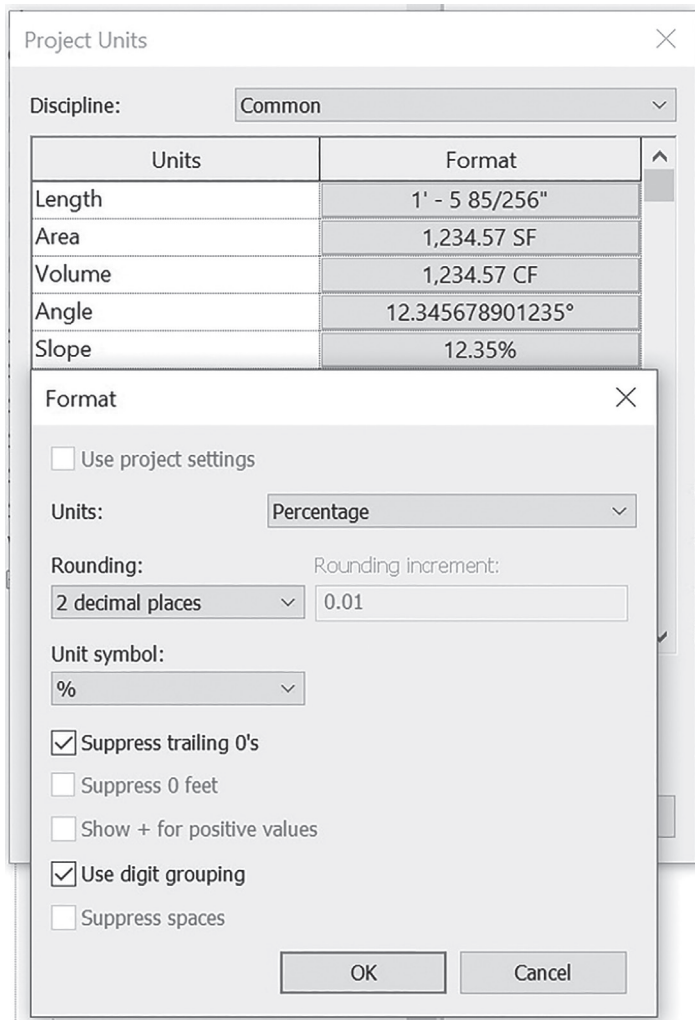 Project Units
Discipline: Common
Units Format
Length 1' - 5 85/256"
Area 1,234.57 SF
Volume 1,234.57 CF
Angle 12.345678901235°
Slope 12.35%
Format
Use project settings
Units: Percentage
Rounding: Rounding increment:
2 decimal places 0.01
Unit symbol:
%
Suppress trailing 0's
Suppress 0 feet
Show + for positive values
Use digit grouping
Suppress spaces
OK Cancel